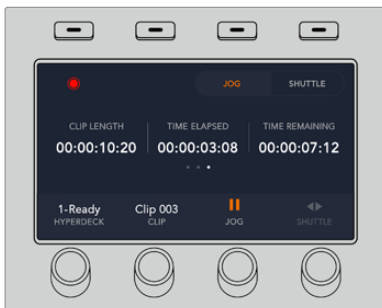 JOG SHUTTLE
CLIP LENGTH TIME ELAPSED TIME REMAINING
00:00:10:20 00:00:03:08 00:00:07:12
1-Ready Clip 003
HYPERDECK CLIP JOG SHUTTLE